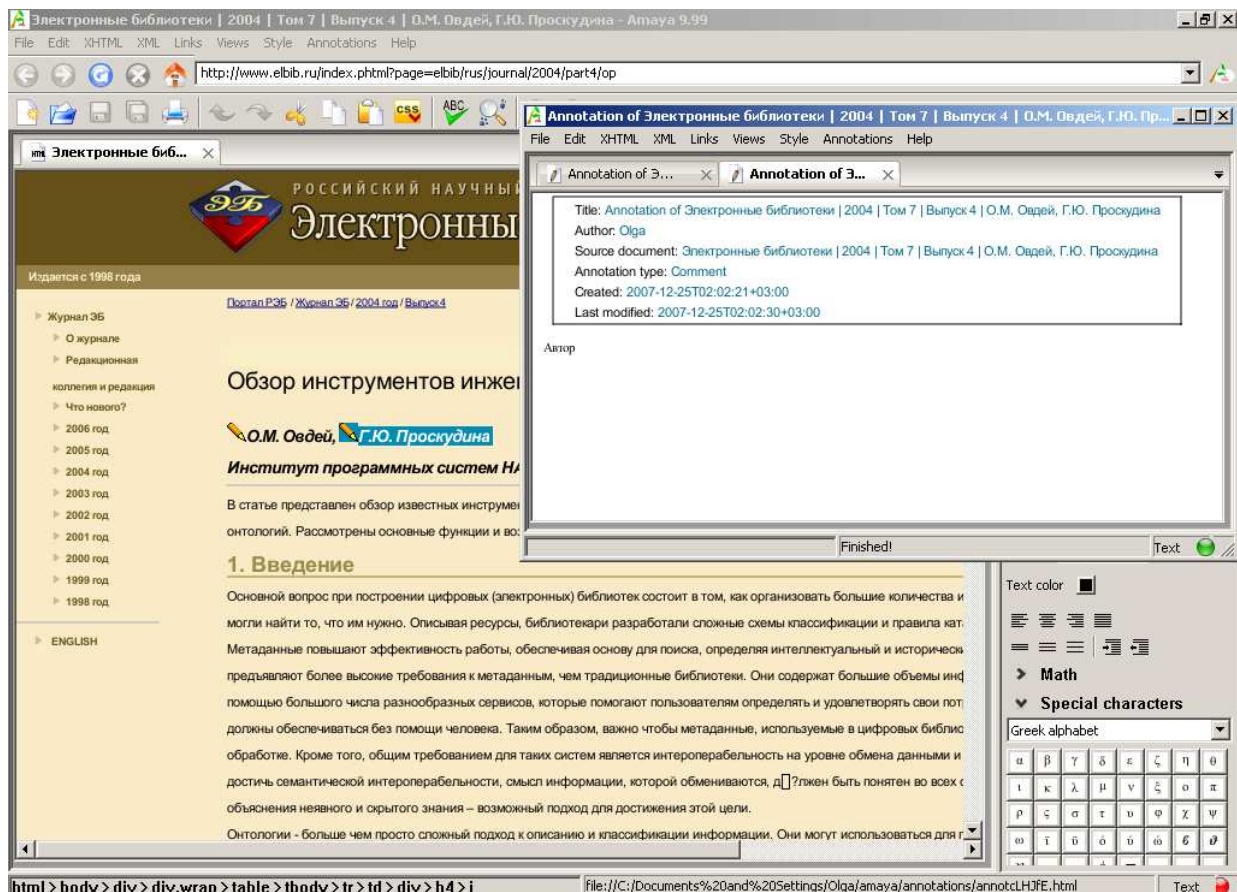 Электронные библиотеки | 2004 | Том 7 | Выпуск 4 | О.М. Овдей, Г.Ю. Проскудина - Amaya 9.99
File Edit XHTML XML Links Views Style Annotations Help
http://www.elbib.ru/index.phtml?page=elbib/rus/journal/2004/part4/op
CSS ABC
Электронные биб...
РОССИЙСКИЙ НАУЧНЫЙ
ЭБ
Электронны
Издается с 1998 года
Журнал ЭБ
О журнале
Редакционная
коллегия и редакция
Что нового?
2006 год
2005 год
2004 год
2003 год
2002 год
2001 год
2000 год
1999 год
1998 год
ENGLISH
Портал РЭБ / Журнал ЭБ / 2004 год / Выпуск 4
Обзор инструментов инже
О.М. Овдей, Г.Ю. Проскудина
Институт программных систем НА
В статье представлен обзор известных инструме
онтологий. Рассмотрены основные функции и во
1. Введение
Основной вопрос при построении цифровых (электронных) библиотек состоит в том, как организовать большие количества и
могли найти то, что им нужно. Описывая ресурсы, библиотекари разработали сложные схемы классификации и правила кат
Метаданные повышают эффективность работы, обеспечивая основу для поиска, определяя интеллектуальный и историческ
предъявляют более высокие требования к метаданным, чем традиционные библиотеки. Они содержат большие объемы инф
помощью большого числа разнообразных сервисов, которые помогают пользователям определять и удовлетворять свои пот
должны обеспечиваться без помощи человека. Таким образом, важно чтобы метаданные, используемые в цифровых библио
обработке. Кроме того, общим требованием для таких систем является интероперабельность на уровне обмена данными и
достичь семантической интероперабельности, смысл информации, которой обмениваются, д▯?лжен быть понятен во всех с
объяснения неявного и скрытого знания – возможный подход для достижения этой цели.
Онтологии - больше чем просто сложный подход к описанию и классификации информации. Они могут использоваться для г
Annotation of Электронные библиотеки | 2004 | Том 7 | Выпуск 4 | О.М. Овдей, Г.Ю. Пр...
File Edit XHTML XML Links Views Style Annotations Help
Annotation of Э... Annotation of Э...
Title: Annotation of Электронные библиотеки | 2004 | Том 7 | Выпуск 4 | О.М. Овдей, Г.Ю. Проскудина
Author: Olga
Source document: Электронные библиотеки | 2004 | Том 7 | Выпуск 4 | О.М. Овдей, Г.Ю. Проскудина
Annotation type: Comment
Created: 2007-12-25T02:02:21+03:00
Last modified: 2007-12-25T02:02:30+03:00
Автор
Finished! Text
Text color
Math
Special characters
Greek alphabet
α β γ δ ε ζ η θ
ι κ λ μ ν ξ ο π
ρ ς σ τ υ φ χ ψ
ω ϊ ϋ ό ύ ώ ϐ ϑ
html > body > div > div.wrap > table > tbody > tr > td > div > h4 > i
file://C:/Documents%20and%20Settings/Olga/amaya/annotations/annotcLHJfE.html Text